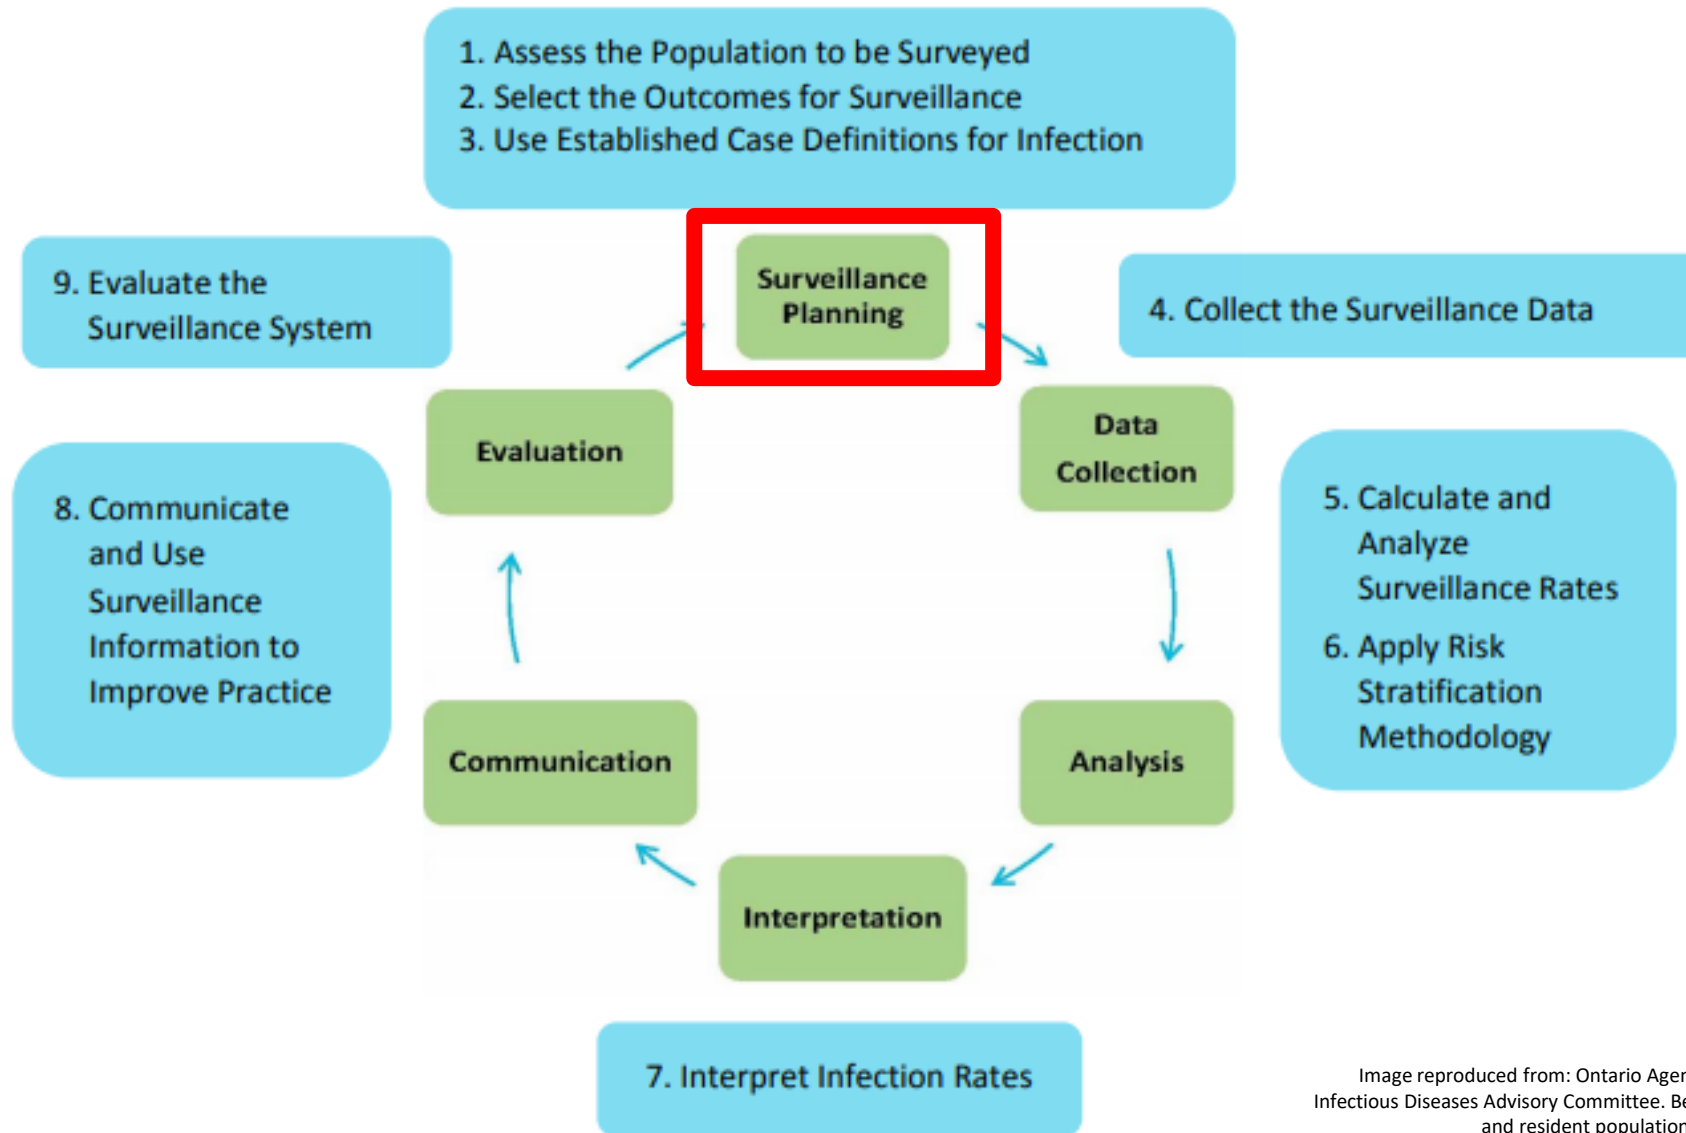 1. Assess the Population to be Surveyed
2. Select the Outcomes for Surveillance
3. Use Established Case Definitions for Infection
Surveillance
Planning
4. Collect the Surveillance Data
Data
Collection
5. Calculate and
Analyze
Surveillance Rates
6. Apply Risk
Stratification
Methodology
Analysis
Interpretation
7. Interpret Infection Rates
Communication
8. Communicate
and Use
Surveillance
Information to
Improve Practice
Evaluation
9. Evaluate the
Surveillance System
Image reproduced from: Ontario
Infectious Diseases Advisory Committee.
and resident